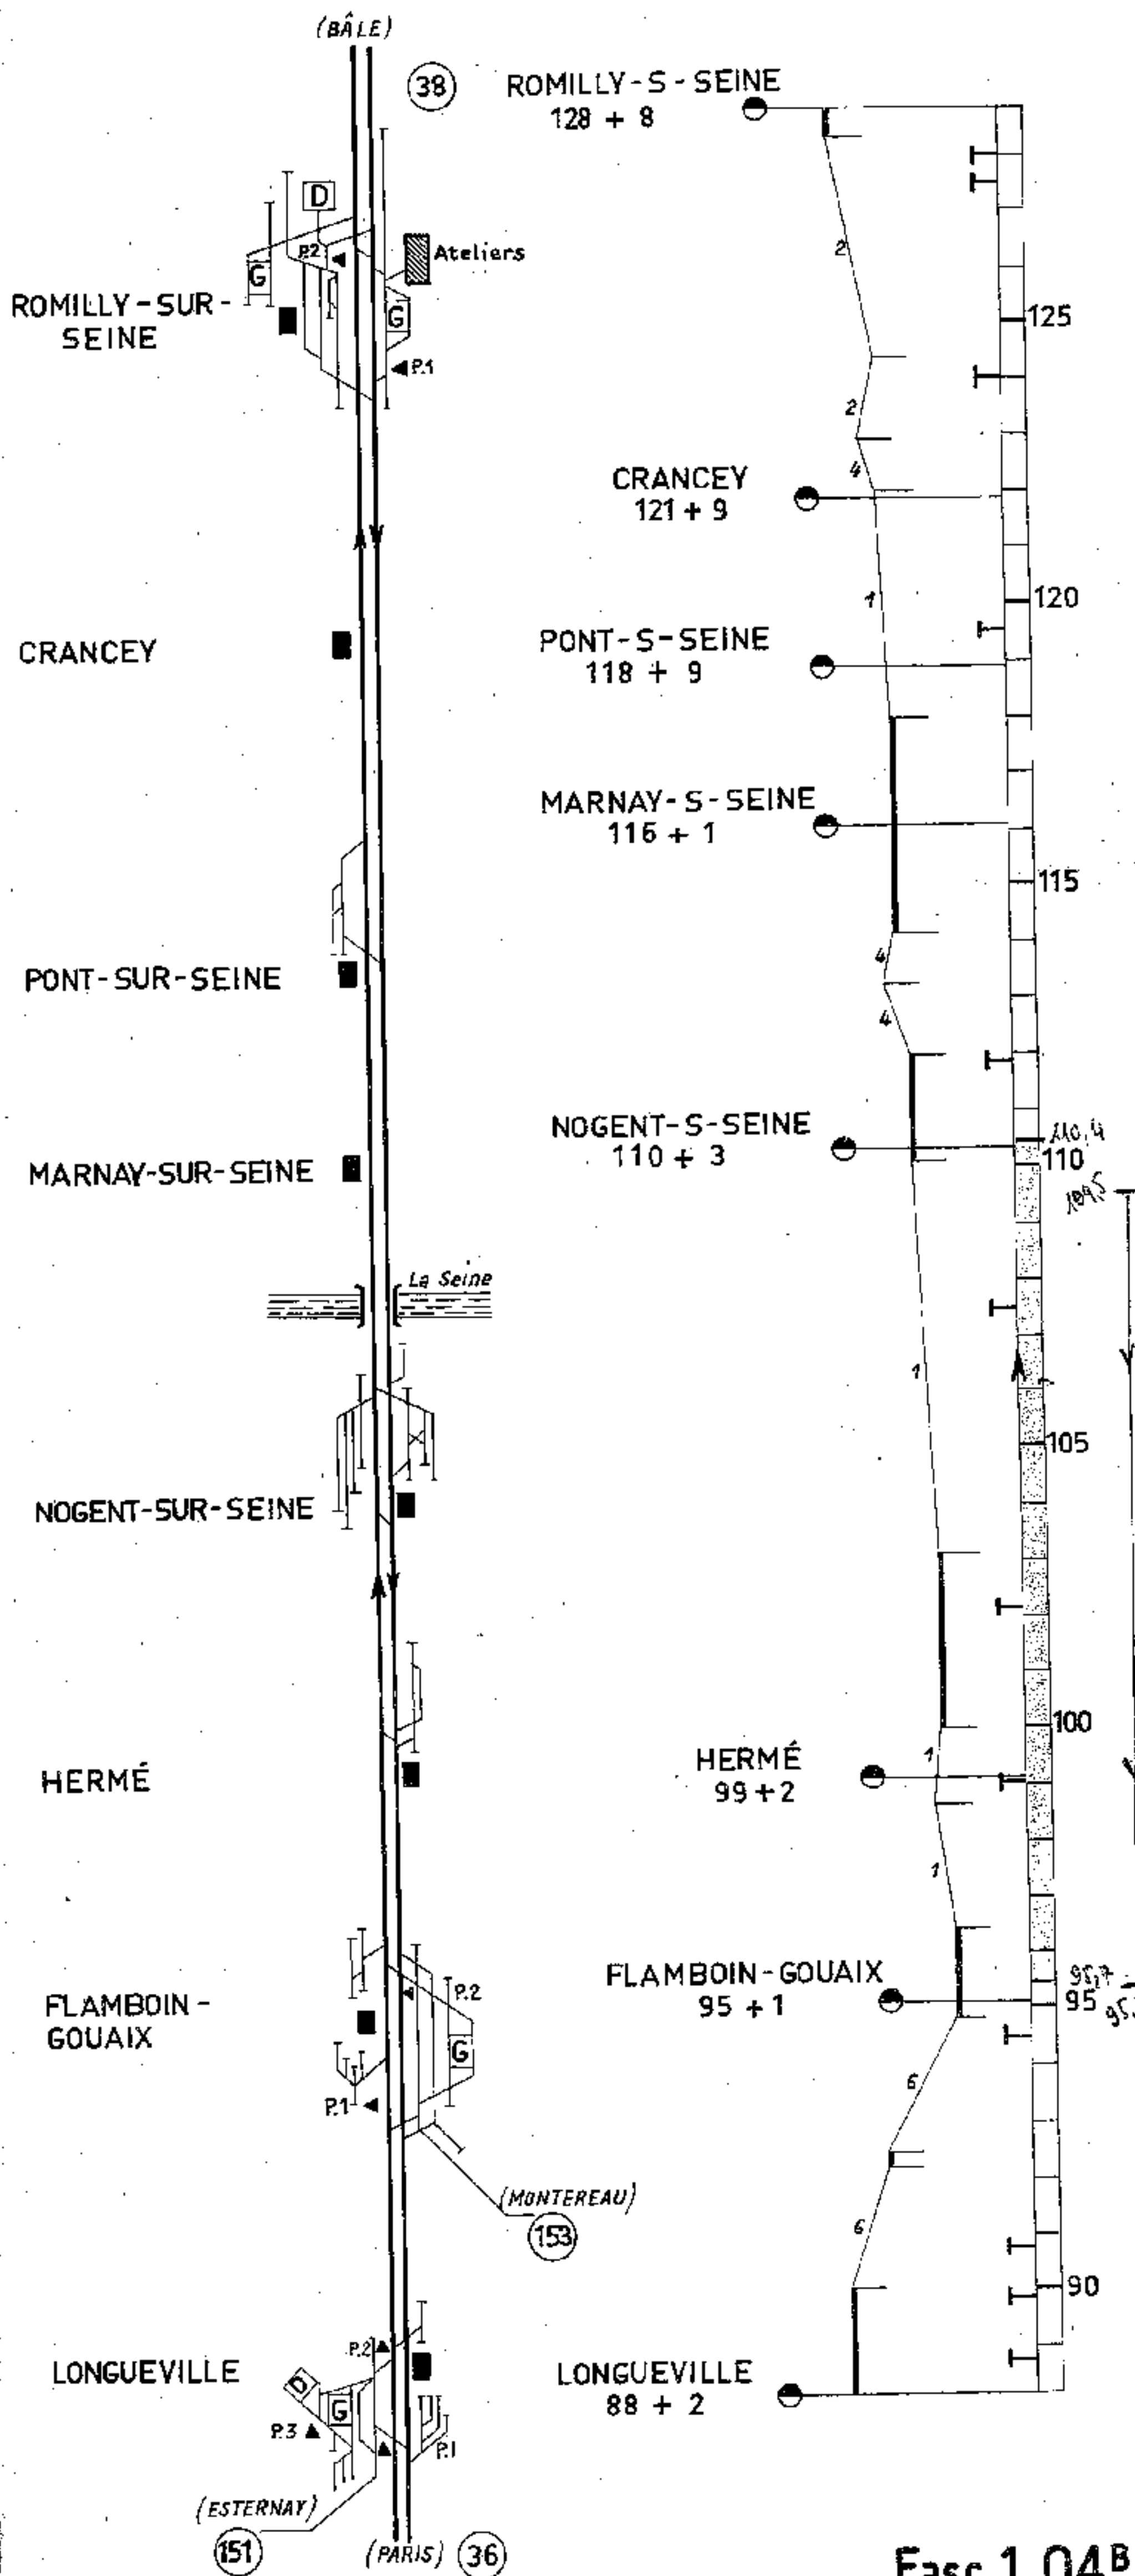 (BÂLE)
38
ROMILLY-S-SEINE
128 + 8
D
P.2
G
Ateliers
ROMILLY-SUR-
SEINE
G
P.1
2
125
2
4
CRANCEY
121 + 9
1
120
CRANCEY
PONT-S-SEINE
118 + 9
MARNAY-S-SEINE
116 + 1
115
PONT-SUR-SEINE
4
4
NOGENT-S-SEINE
110 + 3
110,4
110
109,5
MARNAY-SUR-SEINE
La Seine
1
105
NOGENT-SUR-SEINE
100
HERMÉ
HERMÉ
99 + 2
1
1
FLAMBOIN-GOUAIX
95 + 1
95,7
95
FLAMBOIN-
GOUAIX
P.2
G
P.1
6
(MONTEREAU)
153
6
90
LONGUEVILLE
P.2
D
G
P.3
P.1
LONGUEVILLE
88 + 2
(ESTERNAY)
151
(PARIS)
36
Fasc 1.04B